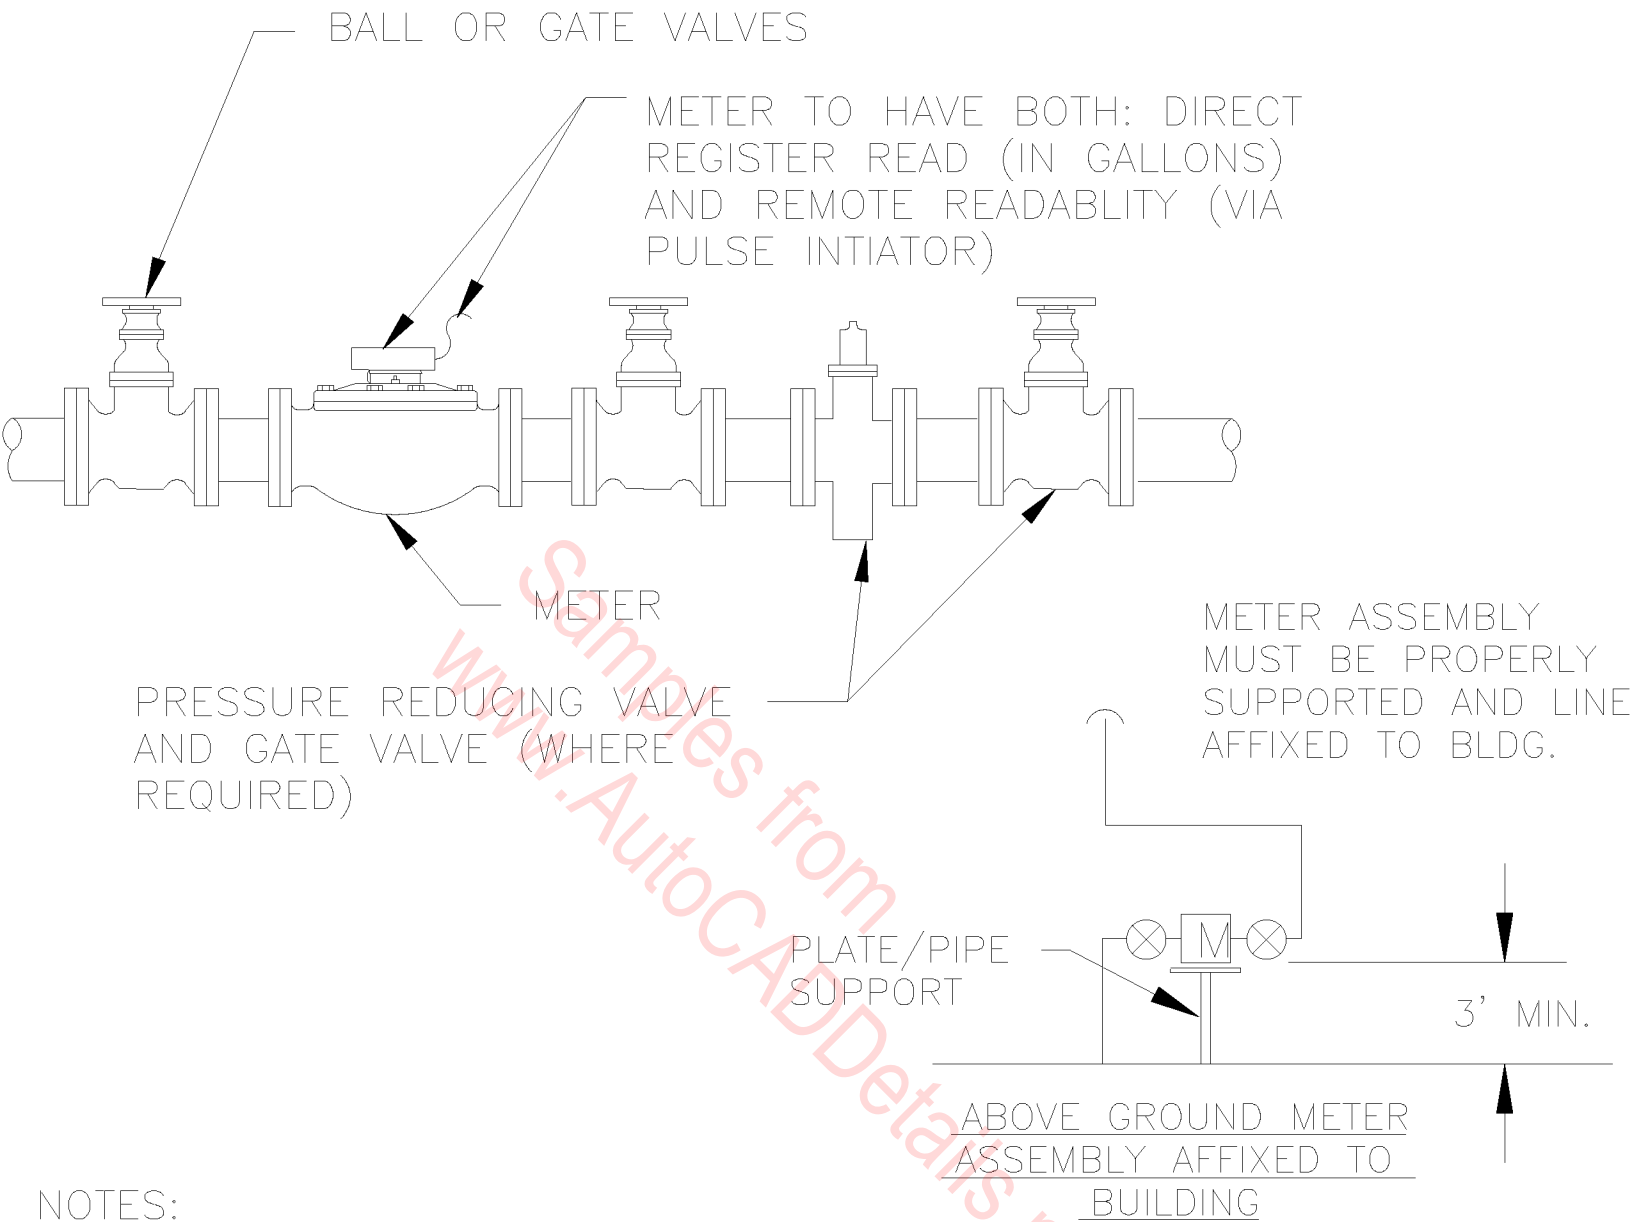 BALL OR GATE VALVES
METER TO HAVE BOTH: DIRECT
REGISTER READ (IN GALLONS)
AND REMOTE READABLITY (VIA
PULSE INTIATOR)
METER
PRESSURE REDUCING VALVE
AND GATE VALVE (WHERE
REQUIRED)
METER ASSEMBLY
MUST BE PROPERLY
SUPPORTED AND LINE
AFFIXED TO BLDG.
M
PLATE/PIPE
SUPPORT
3' MIN.
ABOVE GROUND METER
ASSEMBLY AFFIXED TO
BUILDING
NOTES:
Samples from
www.AutoCADDetails